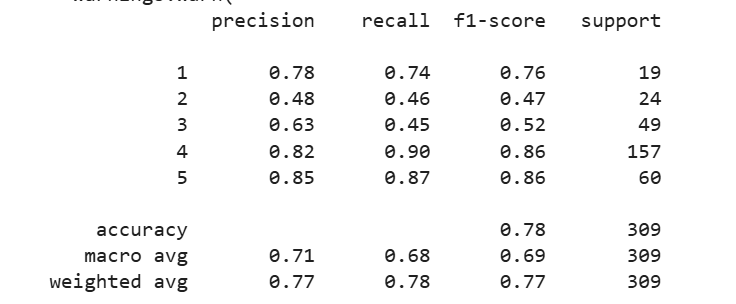 warnings.warn(
precision recall f1-score support
1 0.78 0.74 0.76 19
2 0.48 0.46 0.47 24
3 0.63 0.45 0.52 49
4 0.82 0.90 0.86 157
5 0.85 0.87 0.86 60
accuracy 0.78 309
macro avg 0.71 0.68 0.69 309
weighted avg 0.77 0.78 0.77 309